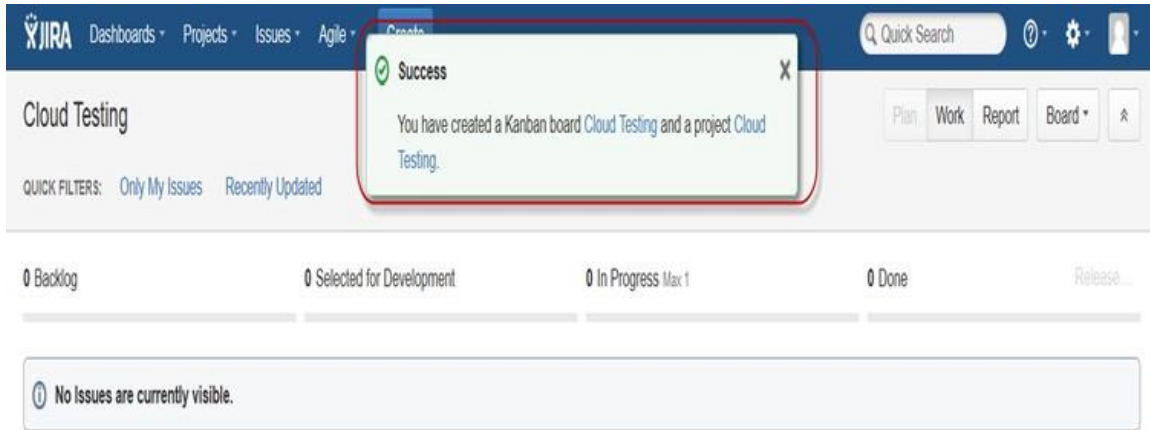 JIRA Dashboards Projects Issues Agile Create Quick Search
Success
You have created a Kanban board Cloud Testing and a project Cloud
Testing.
Cloud Testing
Plan Work Report Board
QUICK FILTERS: Only My Issues Recently Updated
0 Backlog 0 Selected for Development 0 In Progress Max 1 0 Done Release...
No Issues are currently visible.